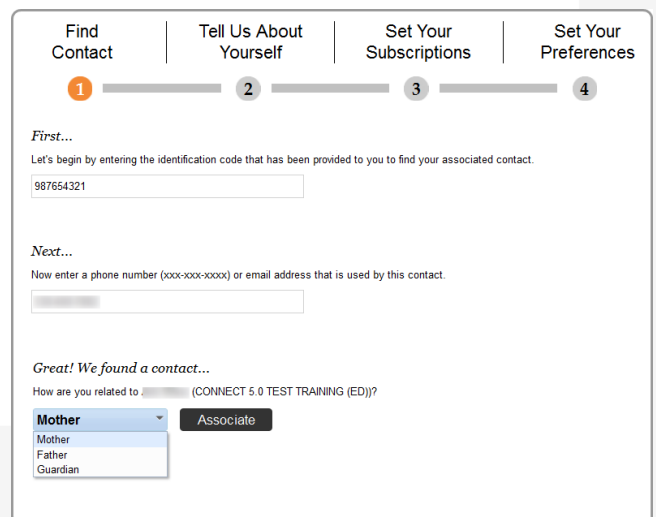 Find Contact
Tell Us About Yourself
Set Your Subscriptions
Set Your Preferences
1
2
3
4
First...
Let's begin by entering the identification code that has been provided to you to find your associated contact.
987654321
Next...
Now enter a phone number (xxx-xxx-xxxx) or email address that is used by this contact.
Great! We found a contact...
How are you related to (CONNECT 5.0 TEST TRAINING (ED))?
Mother
Associate
Mother
Father
Guardian